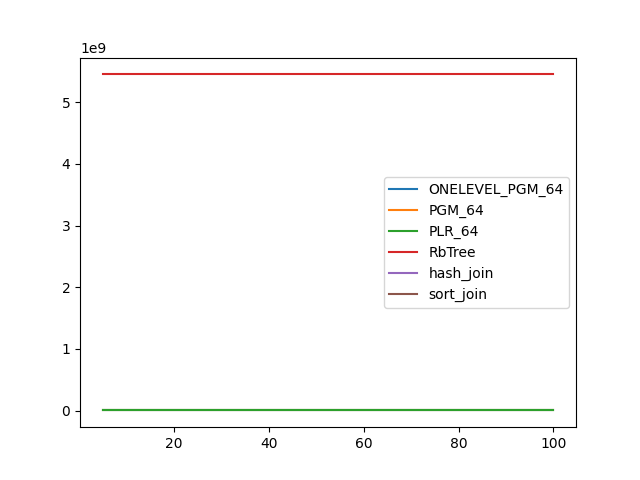 1e9
5
4
3
2
1
0
ONELEVEL_PGM_64
PGM_64
PLR_64
RbTree
hash_join
sort_join
20 40 60 80 100